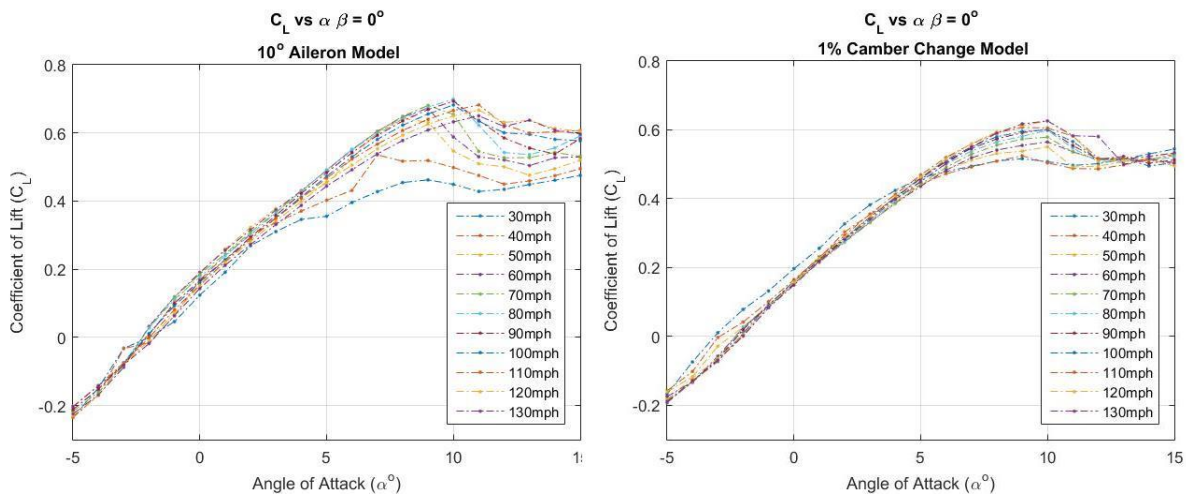 C_L vs α β = 0°
10° Aileron Model
0.8
0.6
0.4
0.2
0
-0.2
Coefficient of Lift (C_L)
-5
0
5
10
15
Angle of Attack (α°)
30mph
40mph
50mph
60mph
70mph
80mph
90mph
100mph
110mph
120mph
130mph
C_L vs α β = 0°
1% Camber Change Model
0.8
0.6
0.4
0.2
0
-0.2
Coefficient of Lift (C_L)
-5
0
5
10
15
Angle of Attack (α°)
30mph
40mph
50mph
60mph
70mph
80mph
90mph
100mph
110mph
120mph
130mph